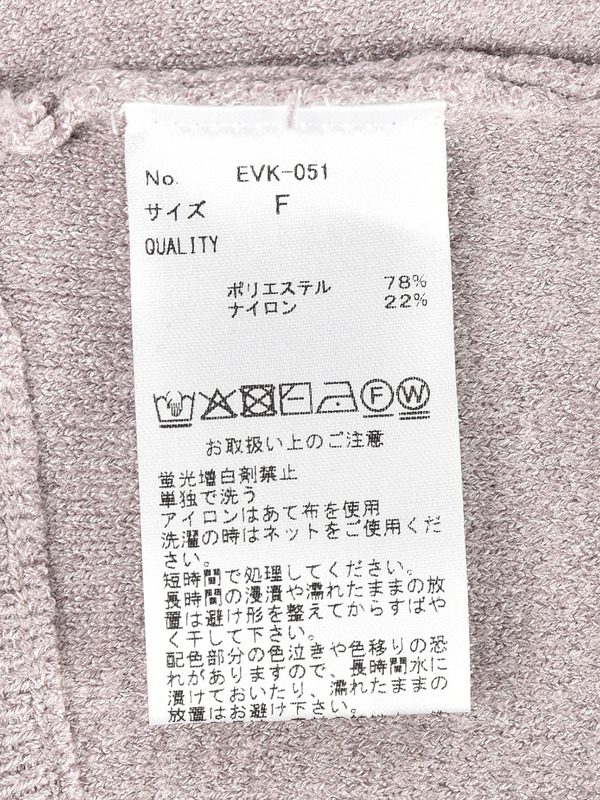 No. EVK-051
サイズ F
QUALITY
ポリエステル 78%
ナイロン 22%
F W
お取扱い上のご注意
蛍光増白剤禁止
単独で洗う
アイロンはあて布を使用
洗濯の時はネットをご使用くだ
さい。
短時間で処理してください。
長時間の浸漬や濡れたままの放
置は避け形を整えてからすばや
く干して下さい。
配色部分の色泣きや色移りの恐
れがありますので、長時間水に
漬けておいたり、濡れたままの
放置はお避け下さい。